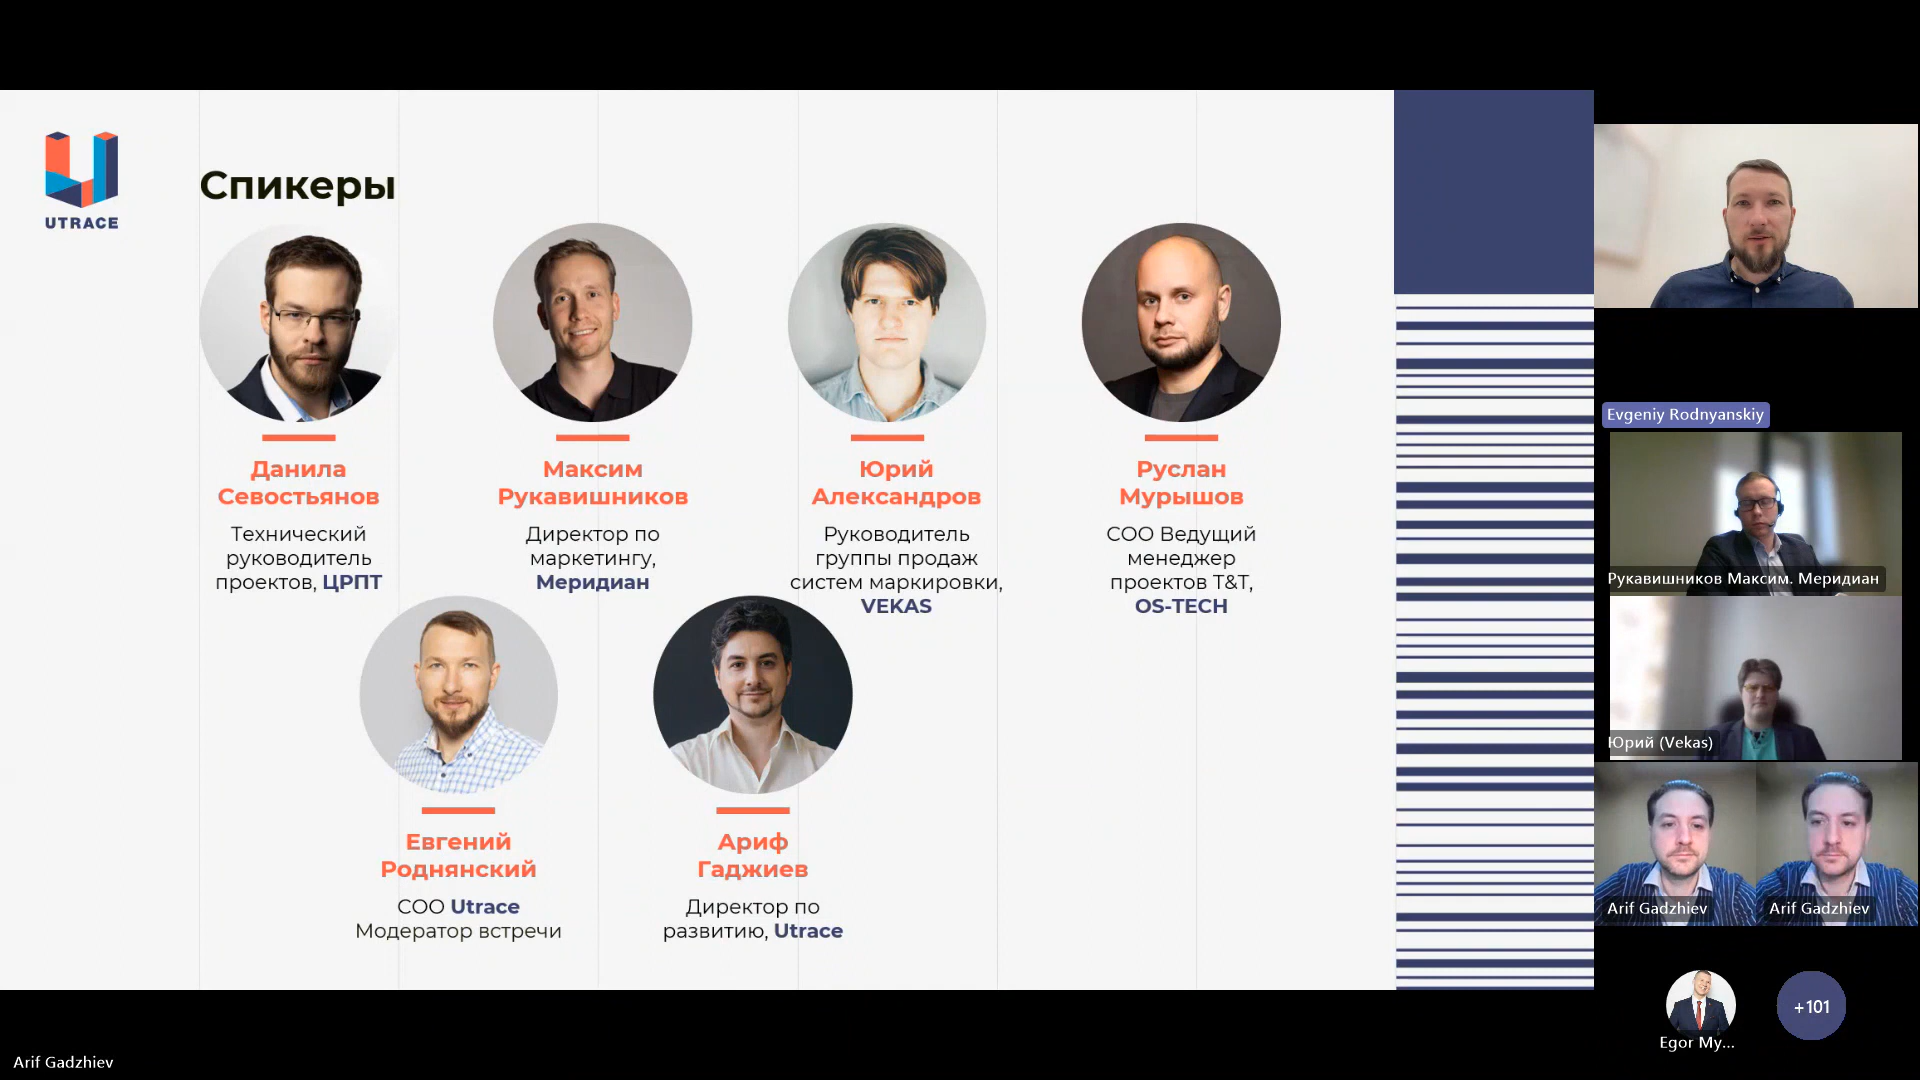 UTRACE
Спикеры
Данила
Севостьянов
Технический
руководитель
проектов, ЦРПТ
Максим
Рукавишников
Директор по
маркетингу,
Меридиан
Юрий
Александров
Руководитель
группы продаж
систем маркировки,
VEKAS
Руслан
Мурышов
COO Ведущий
менеджер
проектов T&T,
OS-TECH
Евгений
Роднянский
COO Utrace
Модератор встречи
Ариф
Гаджиев
Директор по
развитию, Utrace
Evgeniy Rodnyanskiy
Рукавишников Максим. Меридиан
Юрий (Vekas)
Arif Gadzhiev
Arif Gadzhiev
Egor My...
+101
Arif Gadzhiev